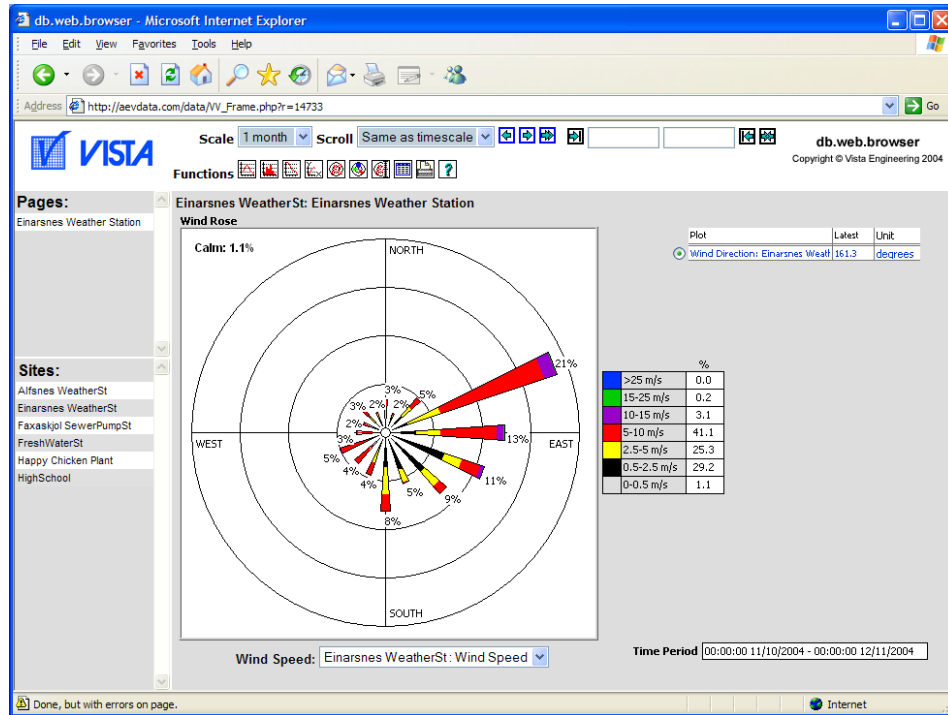 db.web.browser - Microsoft Internet Explorer
File Edit View Favorites Tools Help
Address http://aevdata.com/data/VV_Frame.php?r=14733 Go
VISTA
Scale 1 month Scroll Same as timescale
Functions ?
db.web.browser
Copyright © Vista Engineering 2004
Pages:
Einarsnes Weather Station
Sites:
Alfsnes WeatherSt
Einarsnes WeatherSt
Faxaskjol SewerPumpSt
FreshWaterSt
Happy Chicken Plant
HighSchool
Einarsnes WeatherSt: Einarsnes Weather Station
Wind Rose
Calm: 1.1%
NORTH
21%
3%
5%
2%
2%
3%
2%
WEST
3%
13%
EAST
5%
4%
11%
4%
5%
9%
8%
SOUTH
Plot Latest Unit
Wind Direction: Einarsnes Weatl 161.3 degrees
%
>25 m/s 0.0
15-25 m/s 0.2
10-15 m/s 3.1
5-10 m/s 41.1
2.5-5 m/s 25.3
0.5-2.5 m/s 29.2
0-0.5 m/s 1.1
Wind Speed: Einarsnes WeatherSt: Wind Speed
Time Period 00:00:00 11/10/2004 - 00:00:00 12/11/2004
Done, but with errors on page. Internet